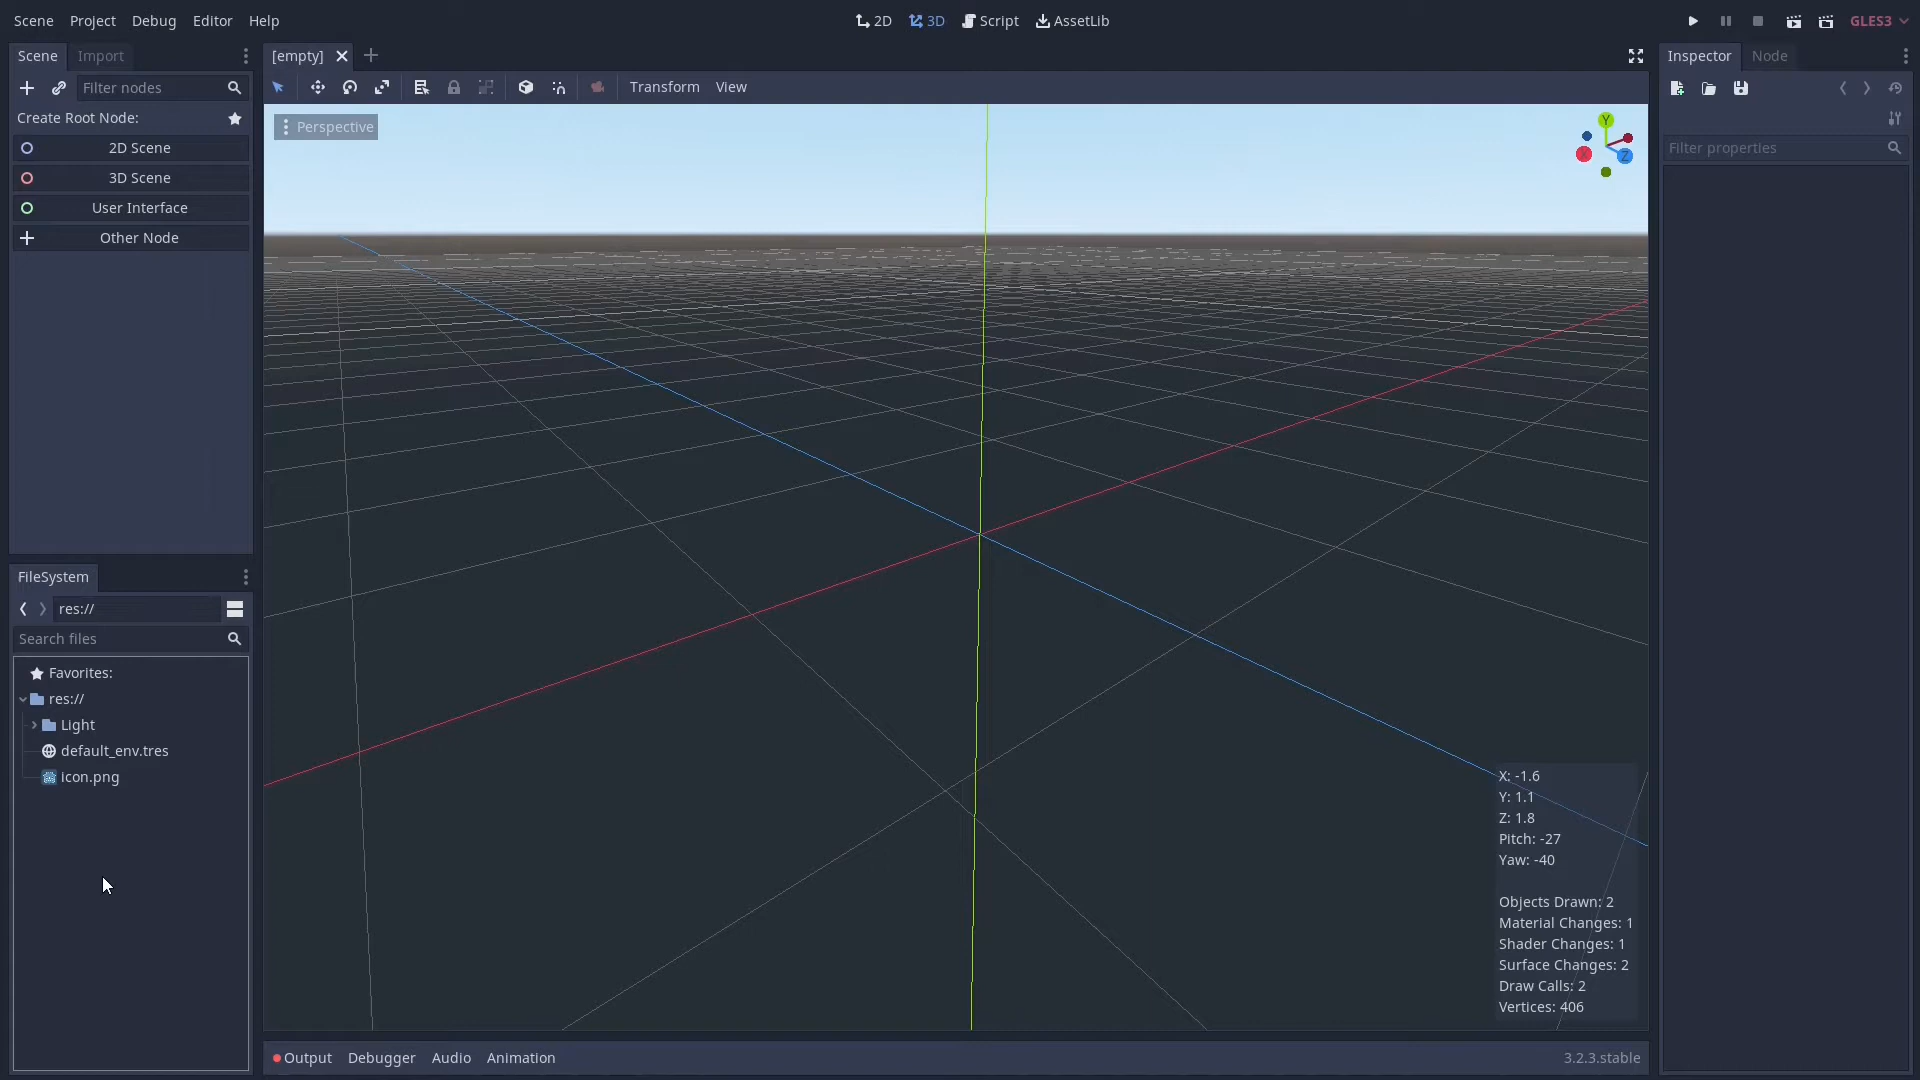 Scene Project Debug Editor Help
2D 3D Script AssetLib
GLES3
Scene Import
Filter nodes
Create Root Node:
2D Scene
3D Scene
User Interface
Other Node
[empty]
Transform View
Perspective
Y
X
Z
X: -1.6
Y: 1.1
Z: 1.8
Pitch: -27
Yaw: -40
Objects Drawn: 2
Material Changes: 1
Shader Changes: 1
Surface Changes: 2
Draw Calls: 2
Vertices: 406
Inspector Node
Filter properties
FileSystem
res://
Search files
Favorites:
res://
Light
default_env.tres
icon.png
Output Debugger Audio Animation
3.2.3.stable